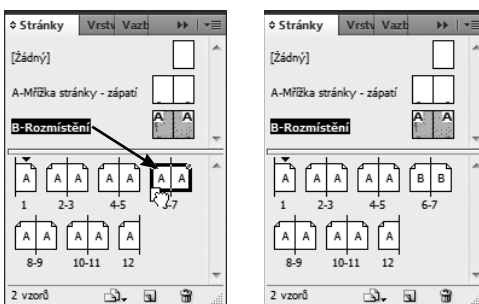 Stránky Vrstv Vazb
[Žádný]
A-Mřížka stránky - zápatí
B-Rozmístění A A
A A A A A A A
1 2-3 4-5 6-7
A A A A A
8-9 10-11 12
2 vzorů
Stránky Vrstv Vazb
[Žádný]
A-Mřížka stránky - zápatí
B-Rozmístění A A
A A A A A B B
1 2-3 4-5 6-7
A A A A A
8-9 10-11 12
2 vzorů